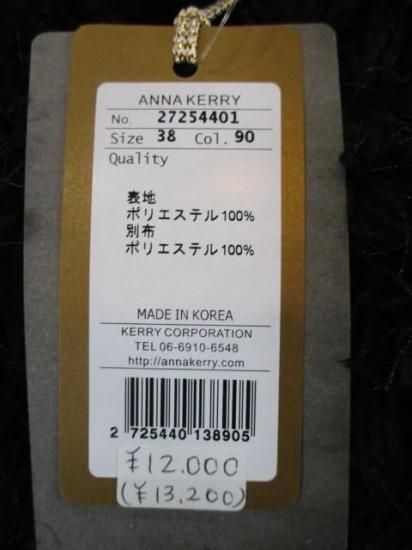 ANNA KERRY
No. 27254401
Size 38 Col. 90
Quality
表地
ポリエステル100%
別布
ポリエステル100%
MADE IN KOREA
KERRY CORPORATION
TEL 06-6910-6548
http://annakerry.com/
2 725440 138905
¥12,000
(¥13,200)